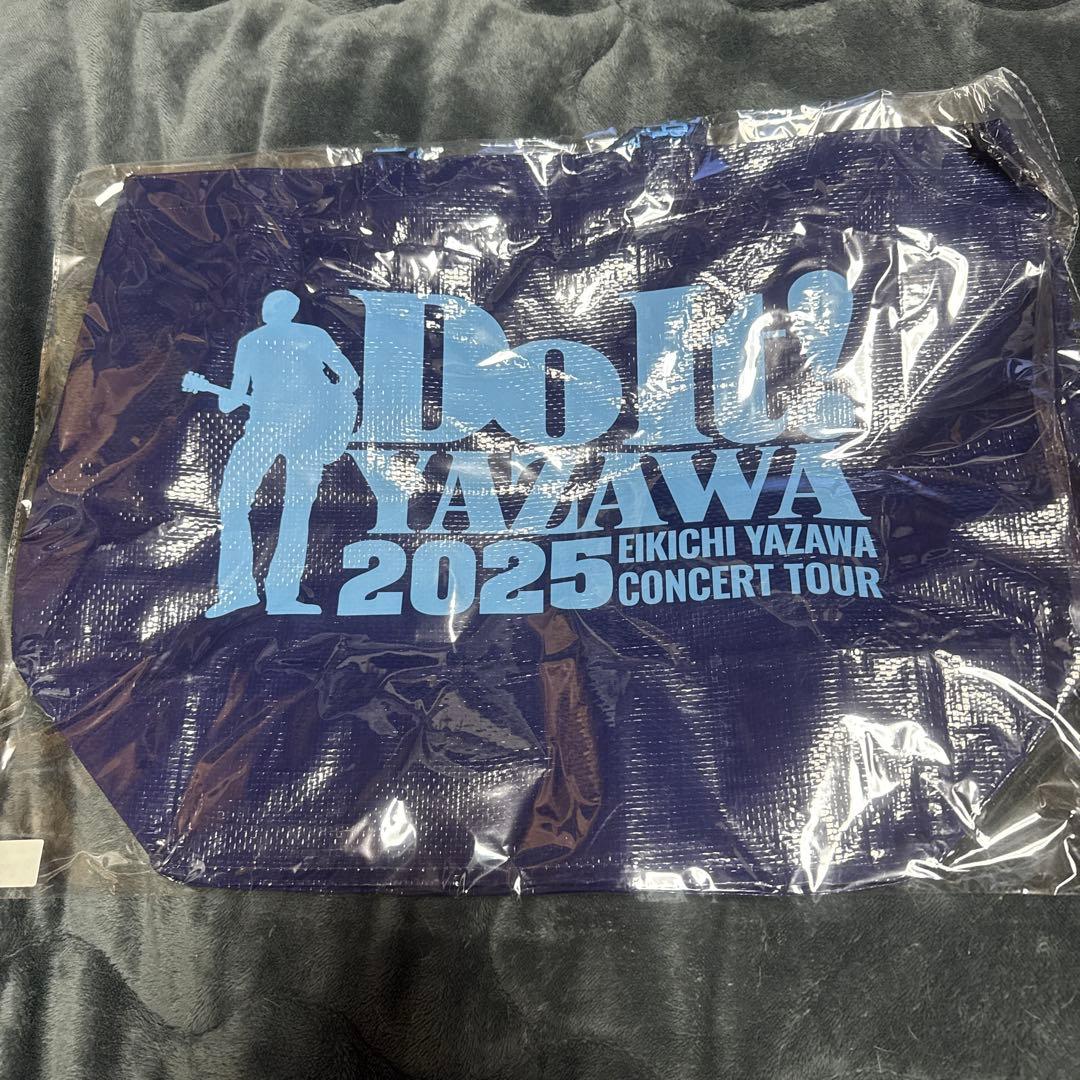 Do It!
YAZAWA
2025
EIKICHI YAZAWA
CONCERT TOUR